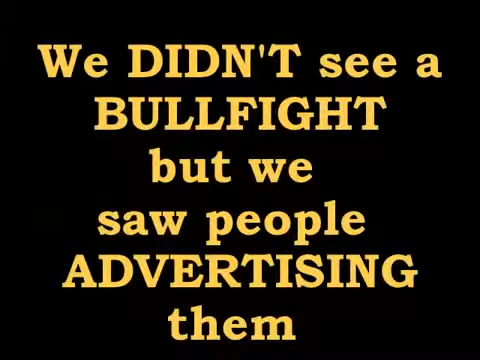 We DIDN'T see a
BULLFIGHT
but we
saw people
ADVERTISING
them